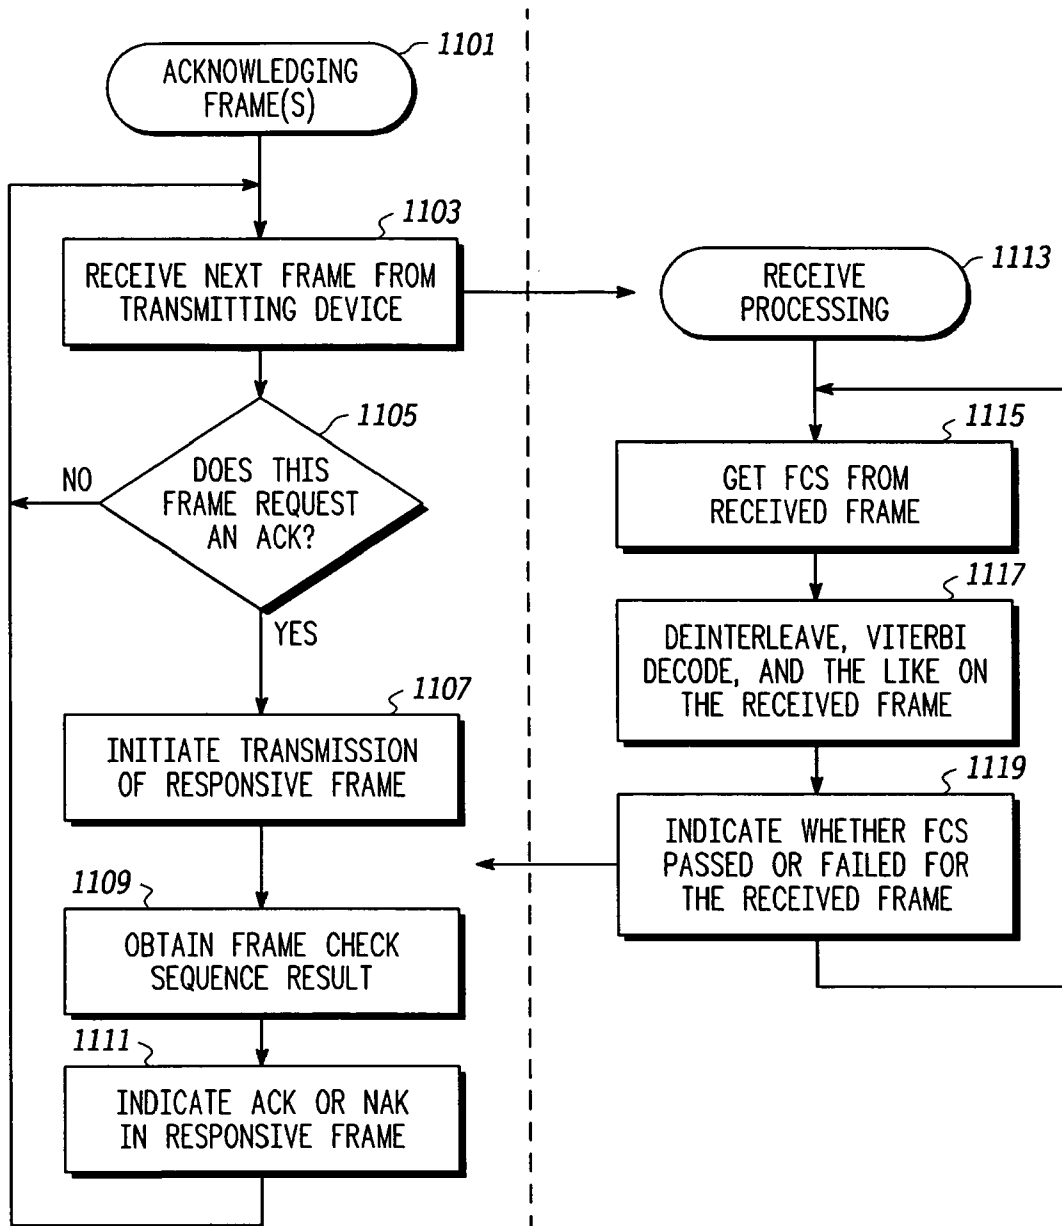 1101
ACKNOWLEDGING
FRAME(S)
1103
RECEIVE NEXT FRAME FROM
TRANSMITTING DEVICE
1105
DOES THIS
FRAME REQUEST
AN ACK?
NO
YES
1107
INITIATE TRANSMISSION
OF RESPONSIVE FRAME
1109
OBTAIN FRAME CHECK
SEQUENCE RESULT
1111
INDICATE ACK OR NAK
IN RESPONSIVE FRAME
1113
RECEIVE
PROCESSING
1115
GET FCS FROM
RECEIVED FRAME
1117
DEINTERLEAVE, VITERBI
DECODE, AND THE LIKE ON
THE RECEIVED FRAME
1119
INDICATE WHETHER FCS
PASSED OR FAILED FOR
THE RECEIVED FRAME